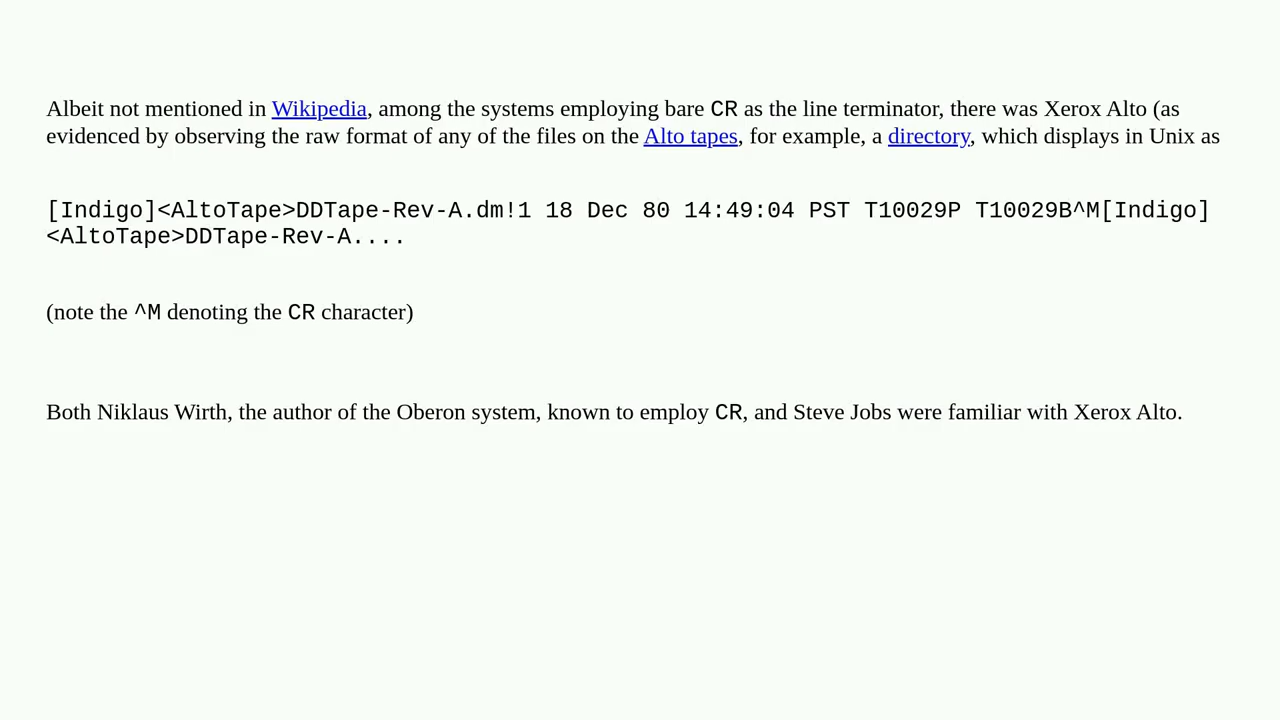 Albeit not mentioned in Wikipedia, among the systems employing bare CR as the line terminator, there was Xerox Alto (as
evidenced by observing the raw format of any of the files on the Alto tapes, for example, a directory, which displays in Unix as
[Indigo]<AltoTape>DDTape-Rev-A.dm!1 18 Dec 80 14:49:04 PST T10029P T10029B^M[Indigo]
<AltoTape>DDTape-Rev-A....
(note the ^M denoting the CR character)
Both Niklaus Wirth, the author of the Oberon system, known to employ CR, and Steve Jobs were familiar with Xerox Alto.